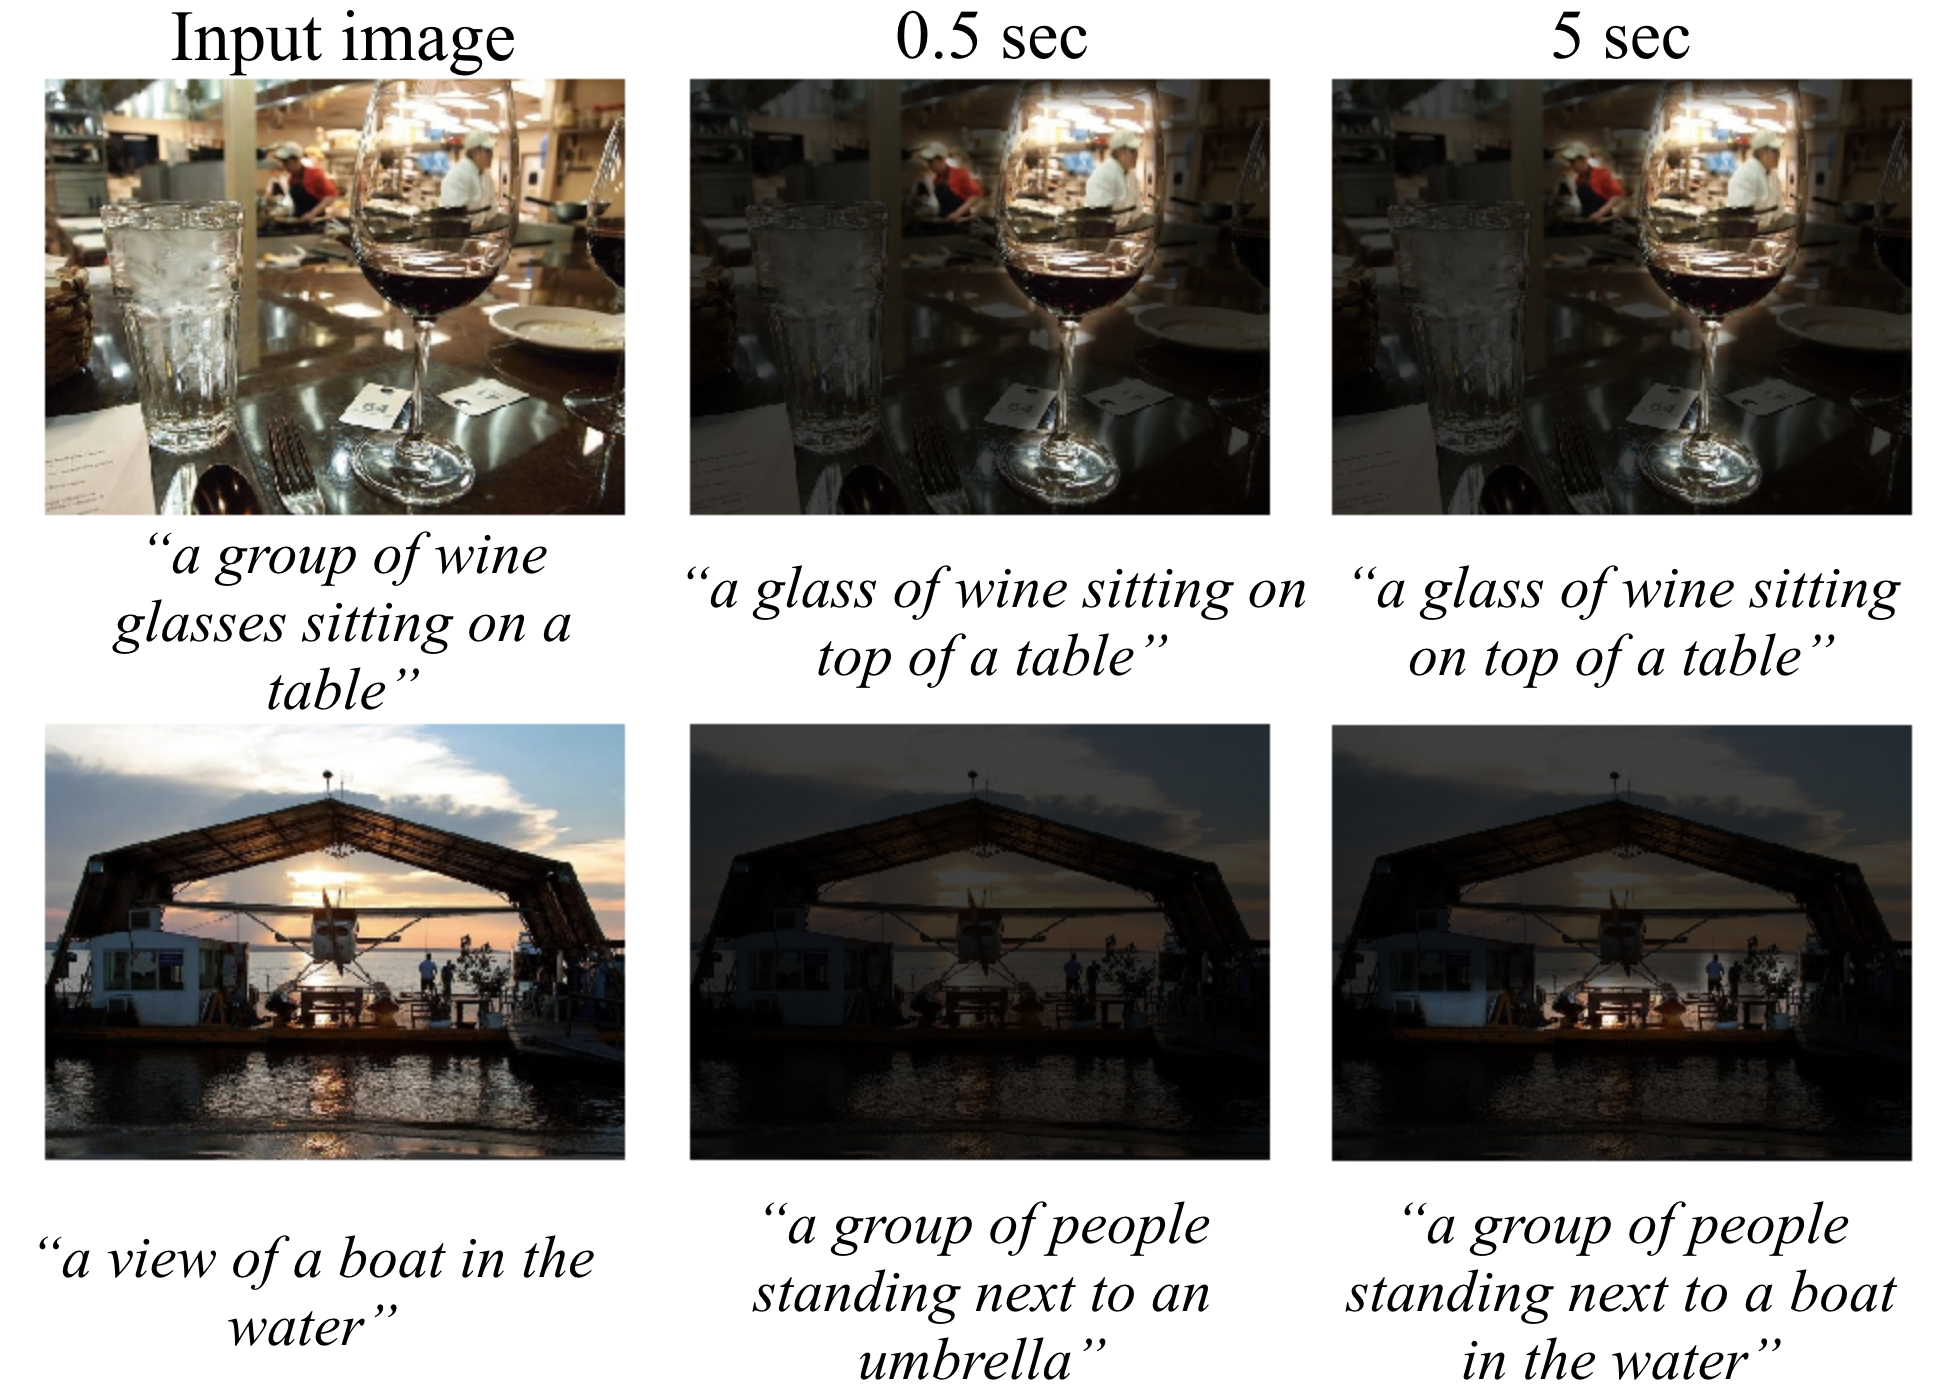 Input image
0.5 sec
5 sec
“a group of wine
glasses sitting on a
table”
“a glass of wine sitting on
top of a table”
“a glass of wine sitting
on top of a table”
“a view of a boat in the
water”
“a group of people
standing next to an
umbrella”
“a group of people
standing next to a boat
in the water”